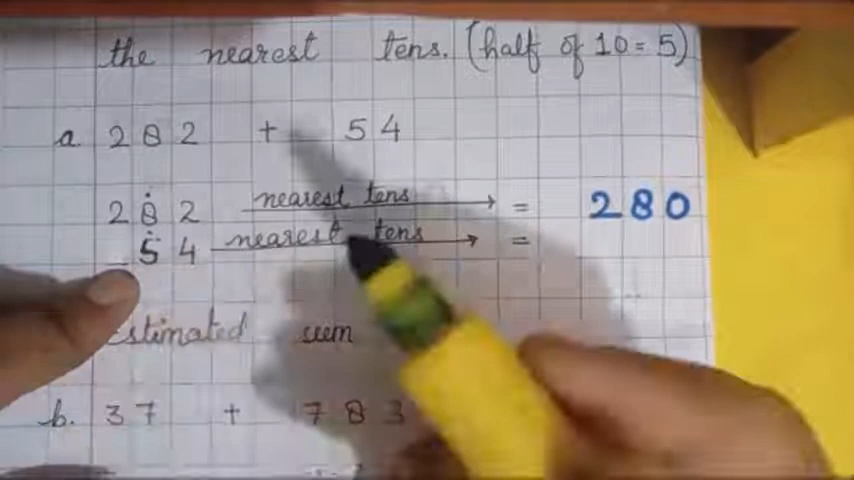 the nearest tens. (half of 10 = 5)
a 282 + 54
282 nearest tens = 280
54 nearest tens =
Estimated sum
b. 37 + 783